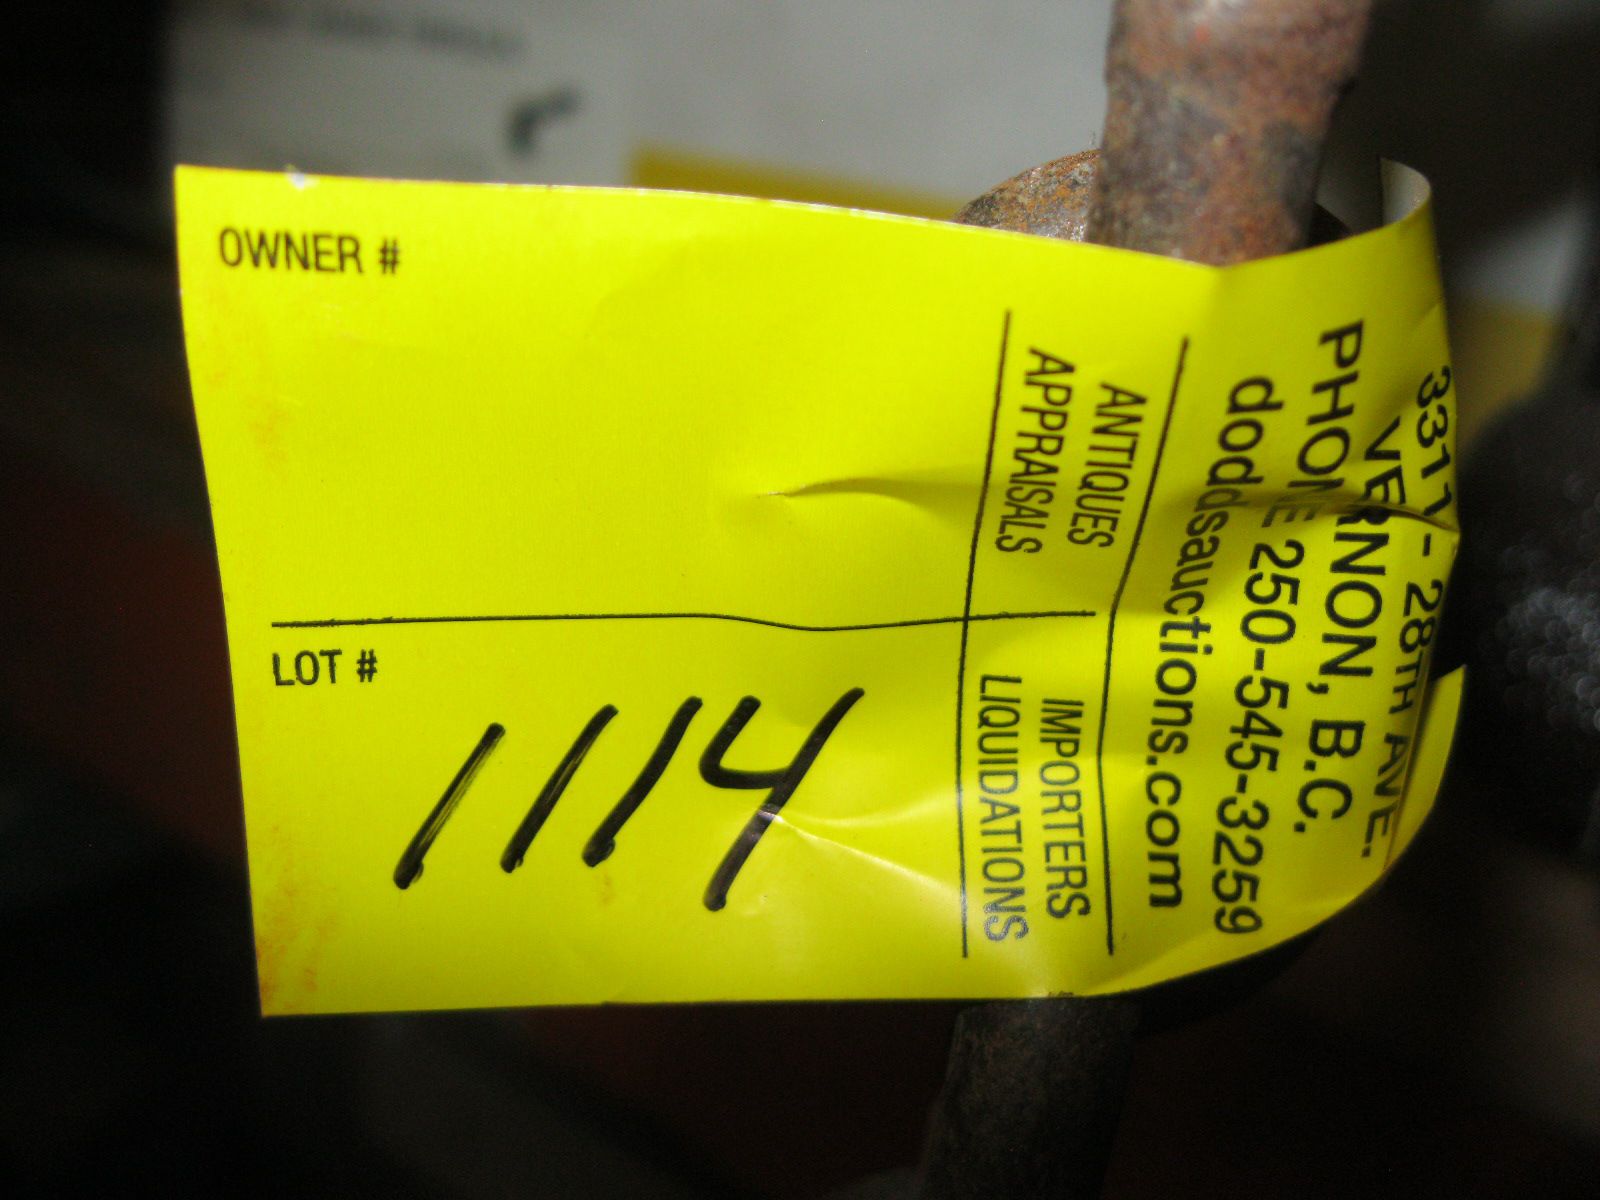 OWNER #
LOT #
1114
3311 - 28TH AVE.
VERNON, B.C.
PHONE 250-545-3259
doddsauctions.com
ANTIQUES IMPORTERS
APPRAISALS LIQUIDATIONS